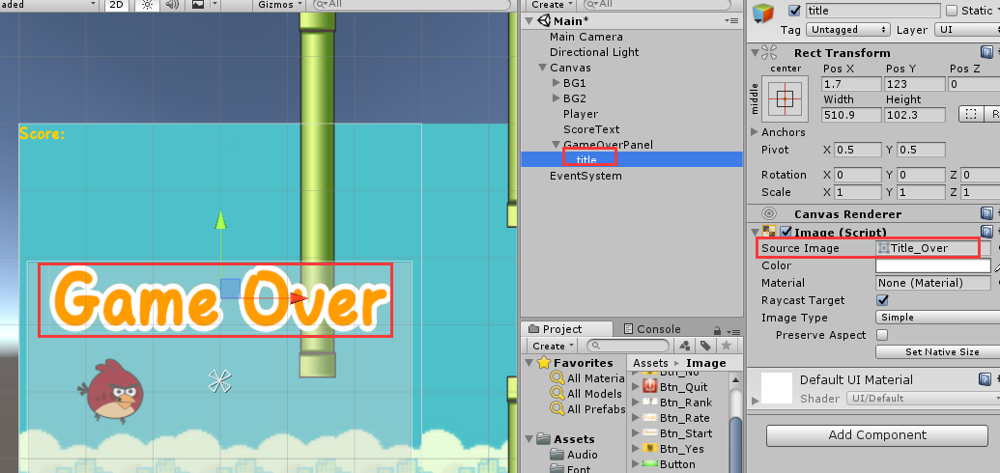 aded
2D
Gizmos
All
Score:
Game Over
Create
All
Main*
Main Camera
Directional Light
Canvas
BG1
BG2
Player
ScoreText
GameOverPanel
title
EventSystem
Project
Console
Create
Favorites
All Materia
All Models
All Prefabs
Assets
Audio
Font
Assets
Image
Btn_No
Btn_Quit
Btn_Rank
Btn_Rate
Btn_Start
Btn_Yes
Button
title
Static
Tag Untagged Layer UI
Rect Transform
center
middle
Pos X Pos Y Pos Z
1.7 123 0
Width Height
510.9 102.3
R
Anchors
Pivot X 0.5 Y 0.5
Rotation X 0 Y 0 Z 0
Scale X 1 Y 1 Z 1
Canvas Renderer
Image (Script)
Source Image Title_Over
Color
Material None (Material)
Raycast Target
Image Type Simple
Preserve Aspect
Set Native Size
Default UI Material
Shader UI/Default
Add Component